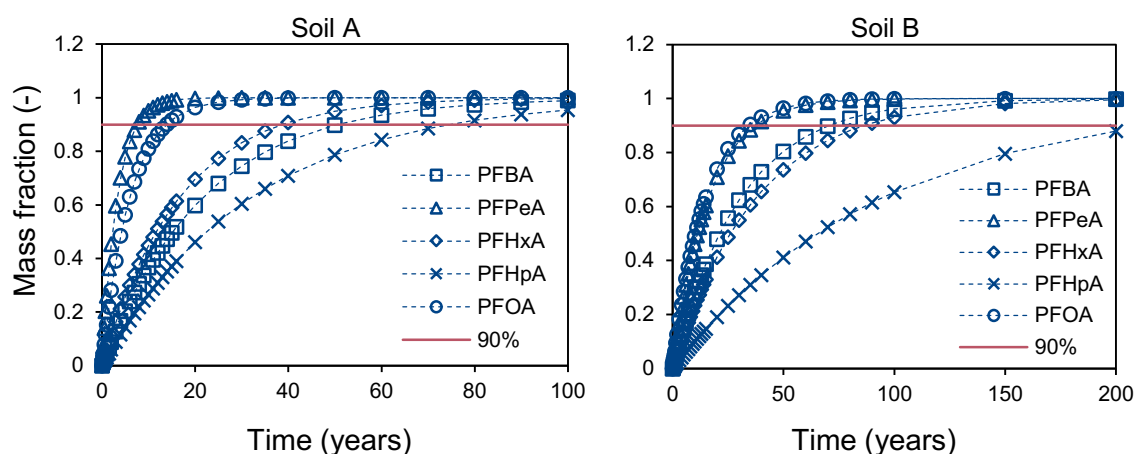 Soil A
Mass fraction (-)
1.2
1
0.8
0.6
0.4
0.2
0
0 20 40 60 80 100
Time (years)
PFBA
PFPeA
PFHxA
PFHpA
PFOA
90%
Soil B
1.2
1
0.8
0.6
0.4
0.2
0
0 50 100 150 200
Time (years)
PFBA
PFPeA
PFHxA
PFHpA
PFOA
90%